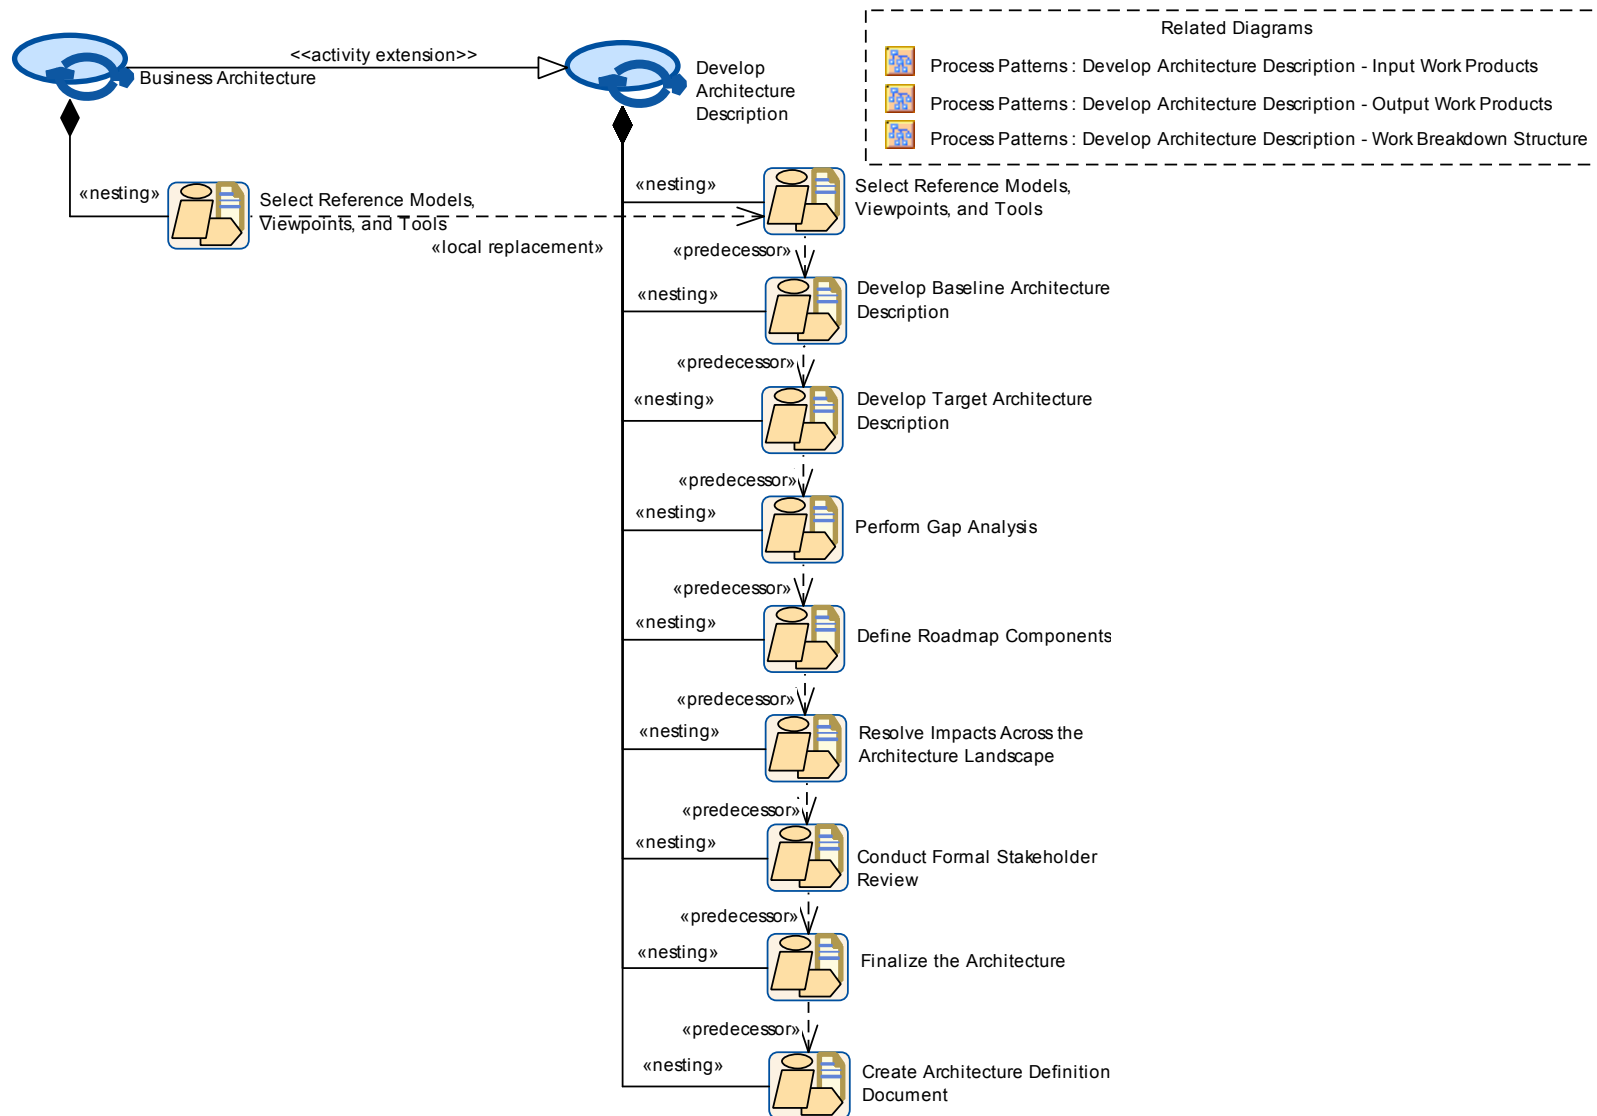 <<activity extension>>
Business Architecture
Develop
Architecture
Description
Related Diagrams
Process Patterns : Develop Architecture Description - Input Work Products
Process Patterns : Develop Architecture Description - Output Work Products
Process Patterns : Develop Architecture Description - Work Breakdown Structure
«nesting»
Select Reference Models,
Viewpoints, and Tools
«local replacement»
«nesting»
Select Reference Models,
Viewpoints, and Tools
«predecessor»
«nesting»
Develop Baseline Architecture
Description
«predecessor»
«nesting»
Develop Target Architecture
Description
«predecessor»
«nesting»
Perform Gap Analysis
«predecessor»
«nesting»
Define Roadmap Components
«predecessor»
«nesting»
Resolve Impacts Across the
Architecture Landscape
«predecessor»
«nesting»
Conduct Formal Stakeholder
Review
«predecessor»
«nesting»
Finalize the Architecture
«predecessor»
«nesting»
Create Architecture Definition
Document